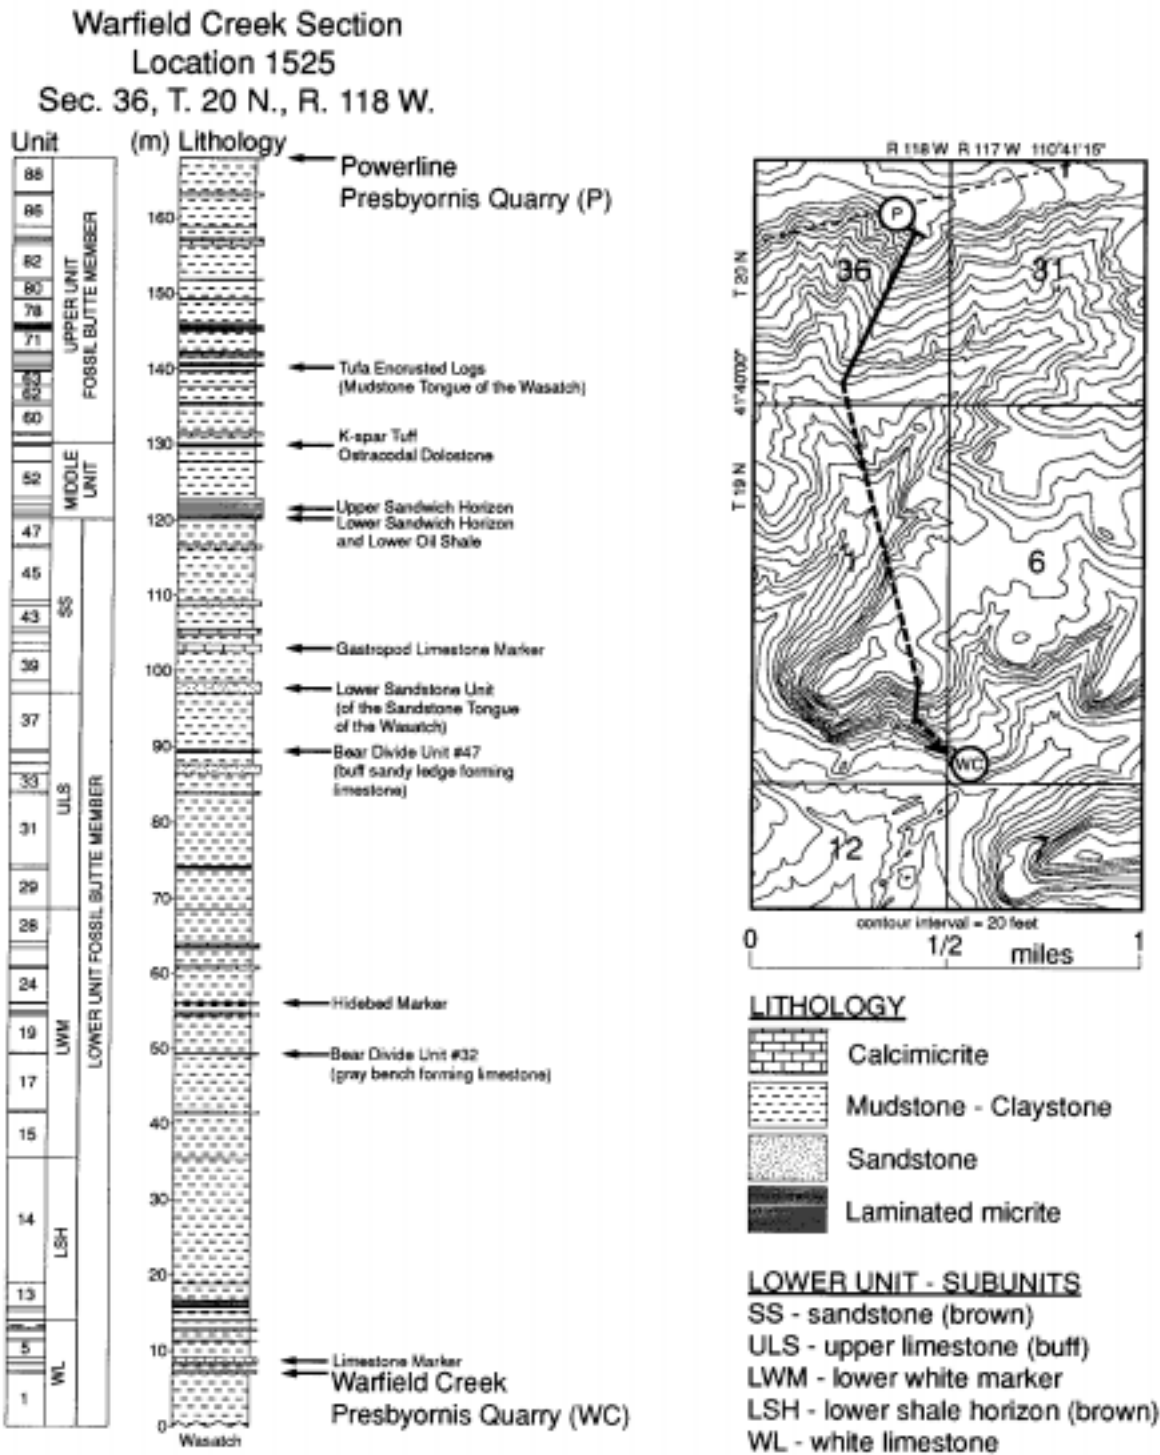 Warfield Creek Section
Location 1525
Sec. 36, T. 20 N., R. 118 W.
Unit
(m) Lithology
88
86
82
80
78
71
60
52
47
45
43
39
37
33
31
29
28
24
19
17
15
14
13
5
1
UPPER UNIT
FOSSIL BUTTE MEMBER
MIDDLE
UNIT
LOWER UNIT FOSSIL BUTTE MEMBER
SS
ULS
LWM
LSH
WL
160
150
140
130
120
110
100
90
80
70
60
50
40
30
20
10
0
Wasatch
Powerline
Presbyornis Quarry (P)
Tufa Encrusted Logs
(Mudstone Tongue of the Wasatch)
K-spar Tuff
Ostracodal Dolostone
Upper Sandwich Horizon
Lower Sandwich Horizon
and Lower Oil Shale
Gastropod Limestone Marker
Lower Sandstone Unit
(of the Sandstone Tongue
of the Wasatch)
Bear Divide Unit #47
(buff sandy ledge forming
limestone)
Hidebed Marker
Bear Divide Unit #32
(gray bench forming limestone)
Limestone Marker
Warfield Creek
Presbyornis Quarry (WC)
R 118 W R 117 W 110°41'15"
T 20 N
41°40'00"
T 19 N
P
36
31
1
6
WC
12
contour interval = 20 feet
0
1/2
miles
1
LITHOLOGY
Calcimicrite
Mudstone - Claystone
Sandstone
Laminated micrite
LOWER UNIT - SUBUNITS
SS - sandstone (brown)
ULS - upper limestone (buff)
LWM - lower white marker
LSH - lower shale horizon (brown)
WL - white limestone